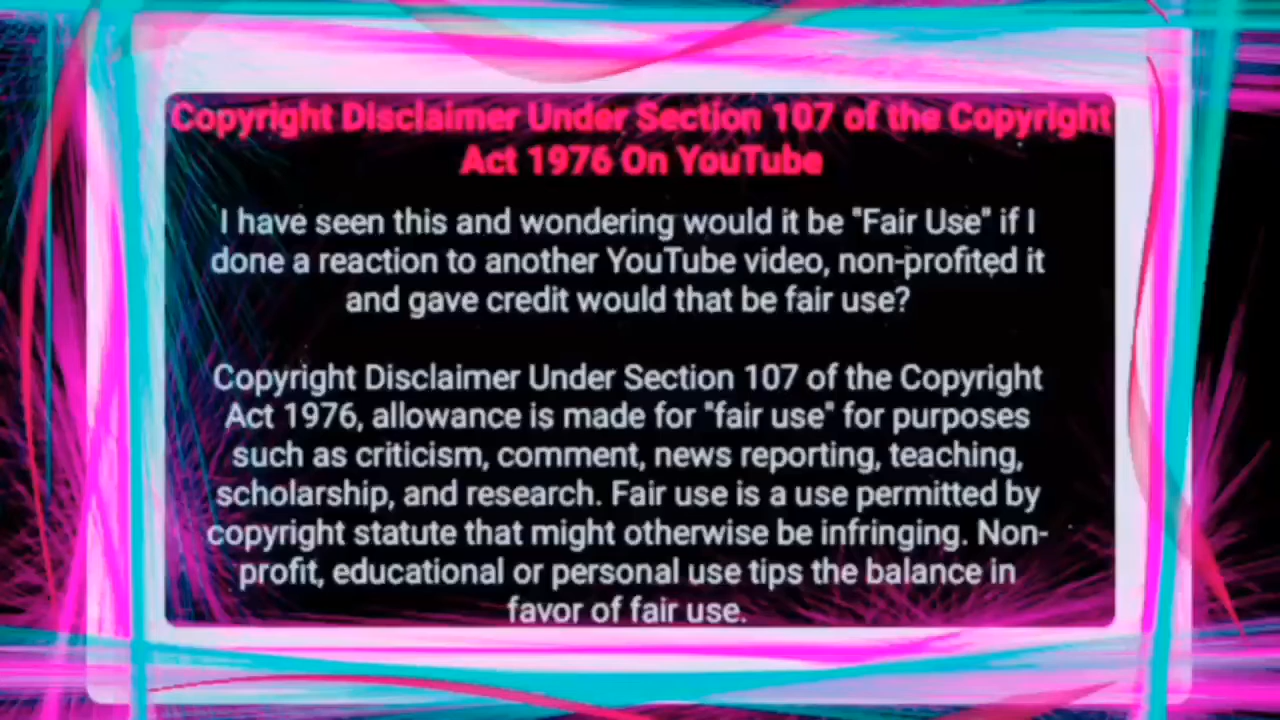 Copyright Disclaimer Under Section 107 of the Copyright
Act 1976 On YouTube
I have seen this and wondering would it be "Fair Use" if I
done a reaction to another YouTube video, non-profited it
and gave credit would that be fair use?
Copyright Disclaimer Under Section 107 of the Copyright
Act 1976, allowance is made for "fair use" for purposes
such as criticism, comment, news reporting, teaching,
scholarship, and research. Fair use is a use permitted by
copyright statute that might otherwise be infringing. Non-
profit, educational or personal use tips the balance in
favor of fair use.